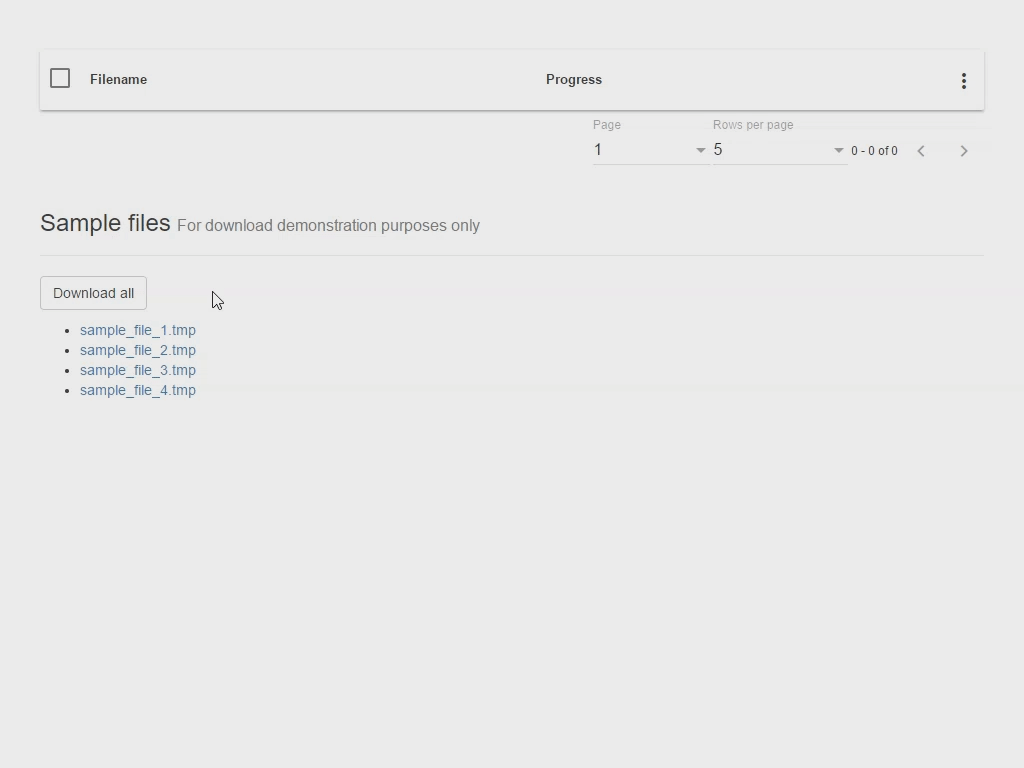 Filename Progress
Page Rows per page
1 5 0 - 0 of 0
Sample files For download demonstration purposes only
Download all
sample_file_1.tmp
sample_file_2.tmp
sample_file_3.tmp
sample_file_4.tmp